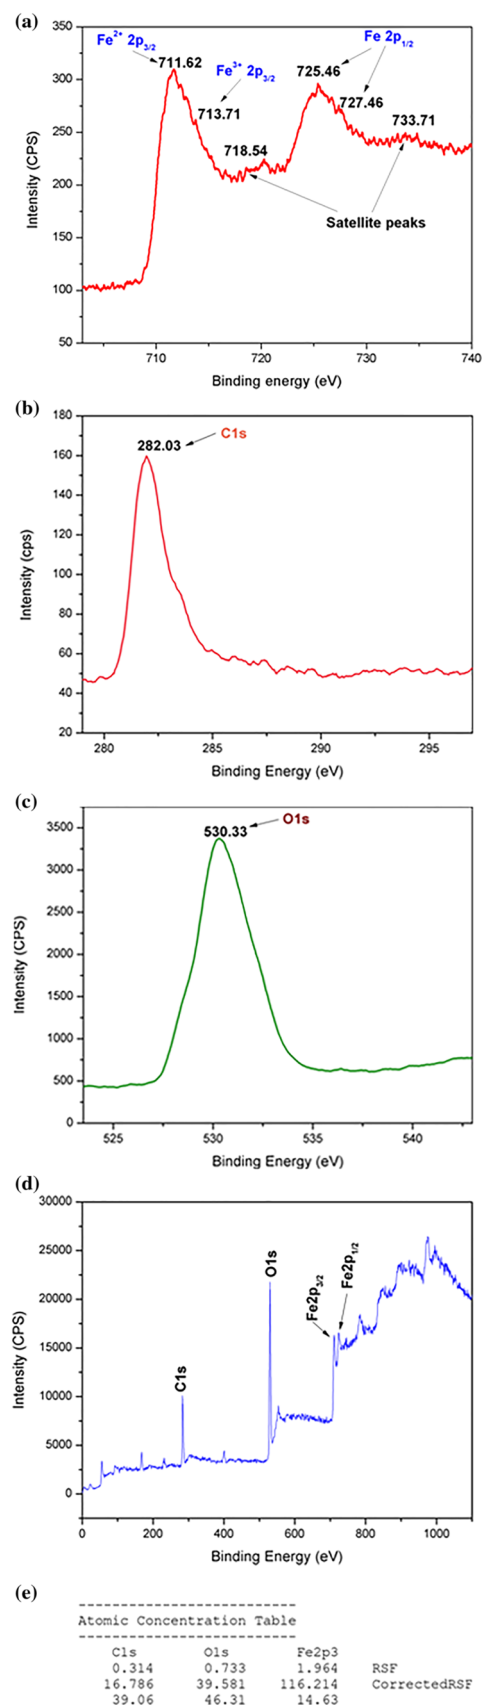 (a)
Fe²⁺ 2p3/2
711.62
Fe³⁺ 2p3/2
713.71
718.54
725.46
Fe 2p1/2
727.46
733.71
Satellite peaks
350
300
250
200
150
100
50
Intensity (CPS)
710 720 730 740
Binding energy (eV)
(b)
282.03
C1s
180
160
140
120
100
80
60
40
20
Intensity (cps)
280 285 290 295
Binding Energy (eV)
(c)
530.33
O1s
3500
3000
2500
2000
1500
1000
500
0
Intensity (CPS)
525 530 535 540
Binding Energy (eV)
(d)
C1s
O1s
Fe2p3/2
Fe2p1/2
30000
25000
20000
15000
10000
5000
0
Intensity (CPS)
0 200 400 600 800 1000
Binding Energy (eV)
(e)
Atomic Concentration Table
C1s O1s Fe2p3
0.314 0.733 1.964 RSF
16.786 39.581 116.214 CorrectedRSF
39.06 46.31 14.63